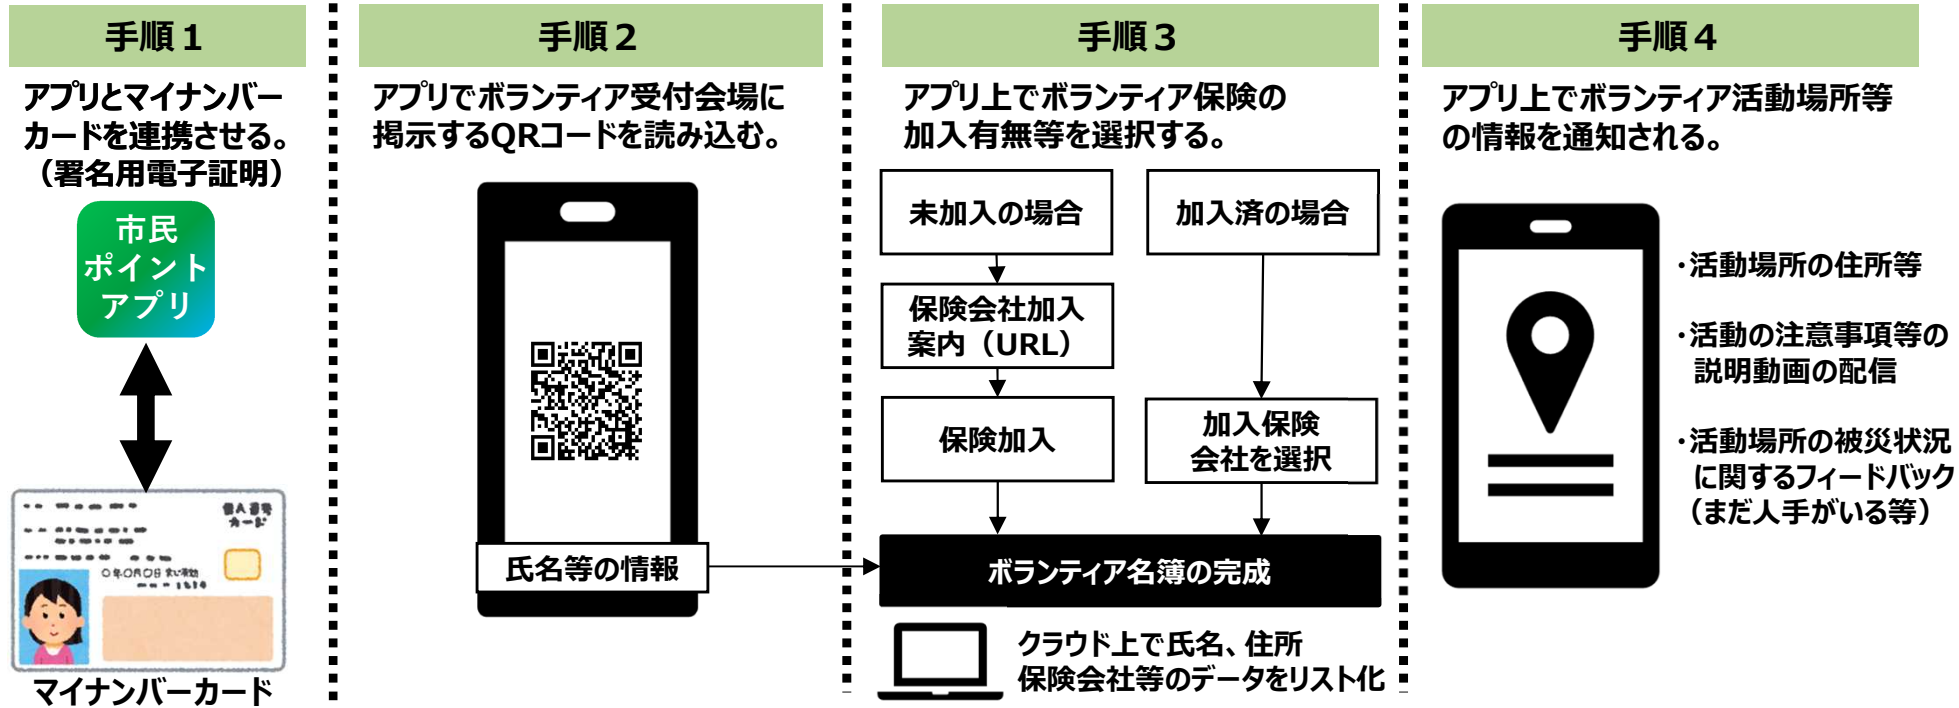 手順１
アプリとマイナンバー
カードを連携させる。
（署名用電子証明）
市民
ポイント
アプリ
個人番号
カード
マイナンバーカード
手順２
アプリでボランティア受付会場に
掲示するQRコードを読み込む。
氏名等の情報
手順３
アプリ上でボランティア保険の
加入有無等を選択する。
未加入の場合
保険会社加入
案内（URL）
保険加入
加入済の場合
加入保険
会社を選択
ボランティア名簿の完成
クラウド上で氏名、住所
保険会社等のデータをリスト化
手順４
アプリ上でボランティア活動場所等
の情報を通知される。
・活動場所の住所等
・活動の注意事項等の
説明動画の配信
・活動場所の被災状況
に関するフィードバック
（まだ人手がいる等）